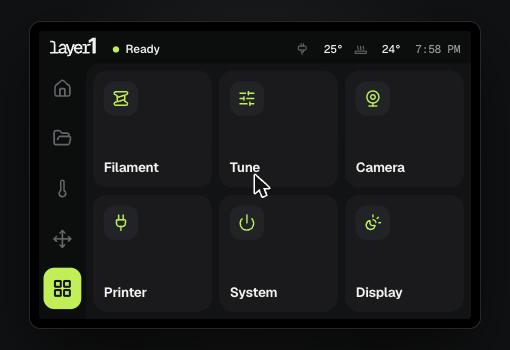 layer1
Ready
25°
24°
7:58 PM
Filament
Tune
Camera
Printer
System
Display